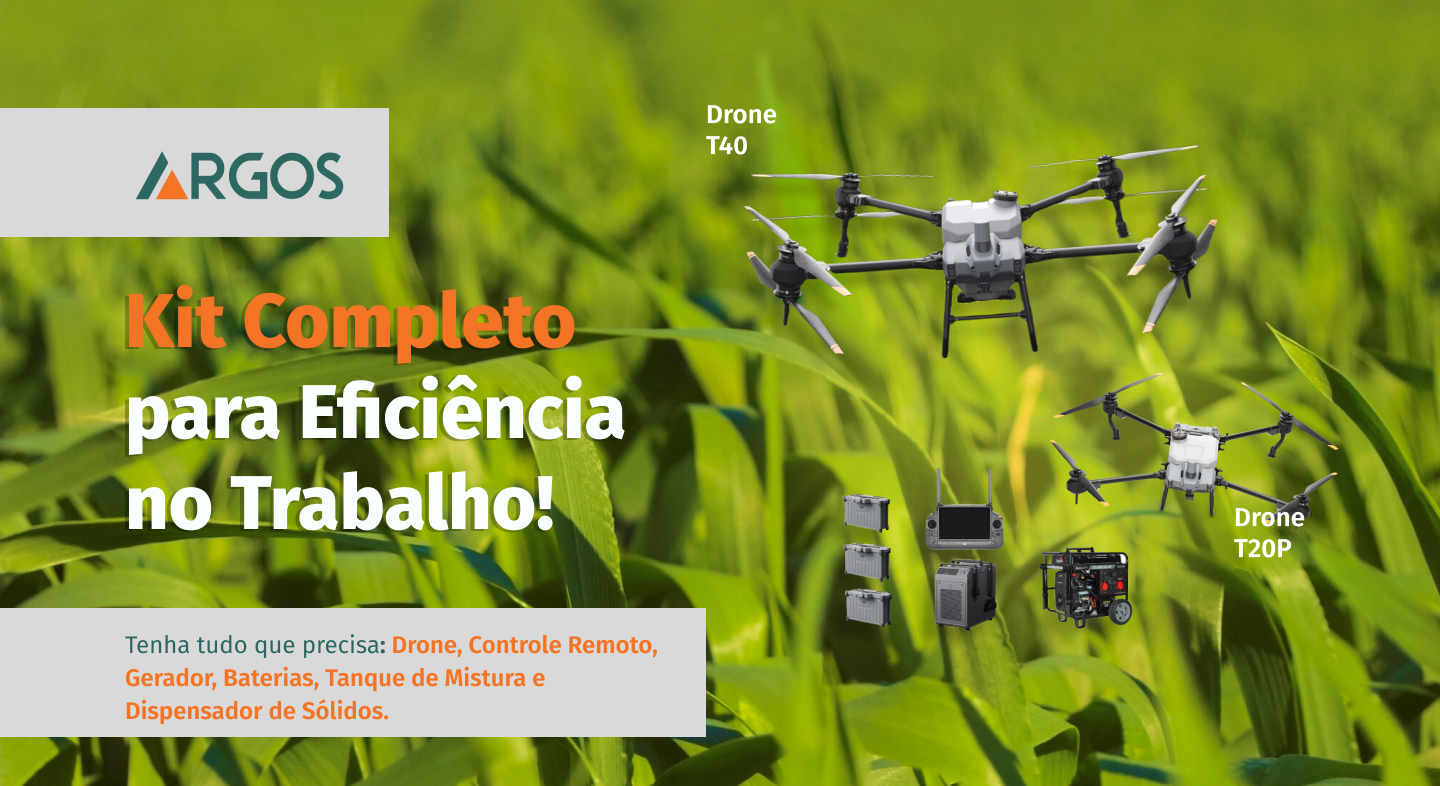 ARGOS
Kit Completo
para Eficiência
no Trabalho!
Tenha tudo que precisa: Drone, Controle Remoto,
Gerador, Baterias, Tanque de Mistura e
Dispensador de Sólidos.
Drone
T40
Drone
T20P